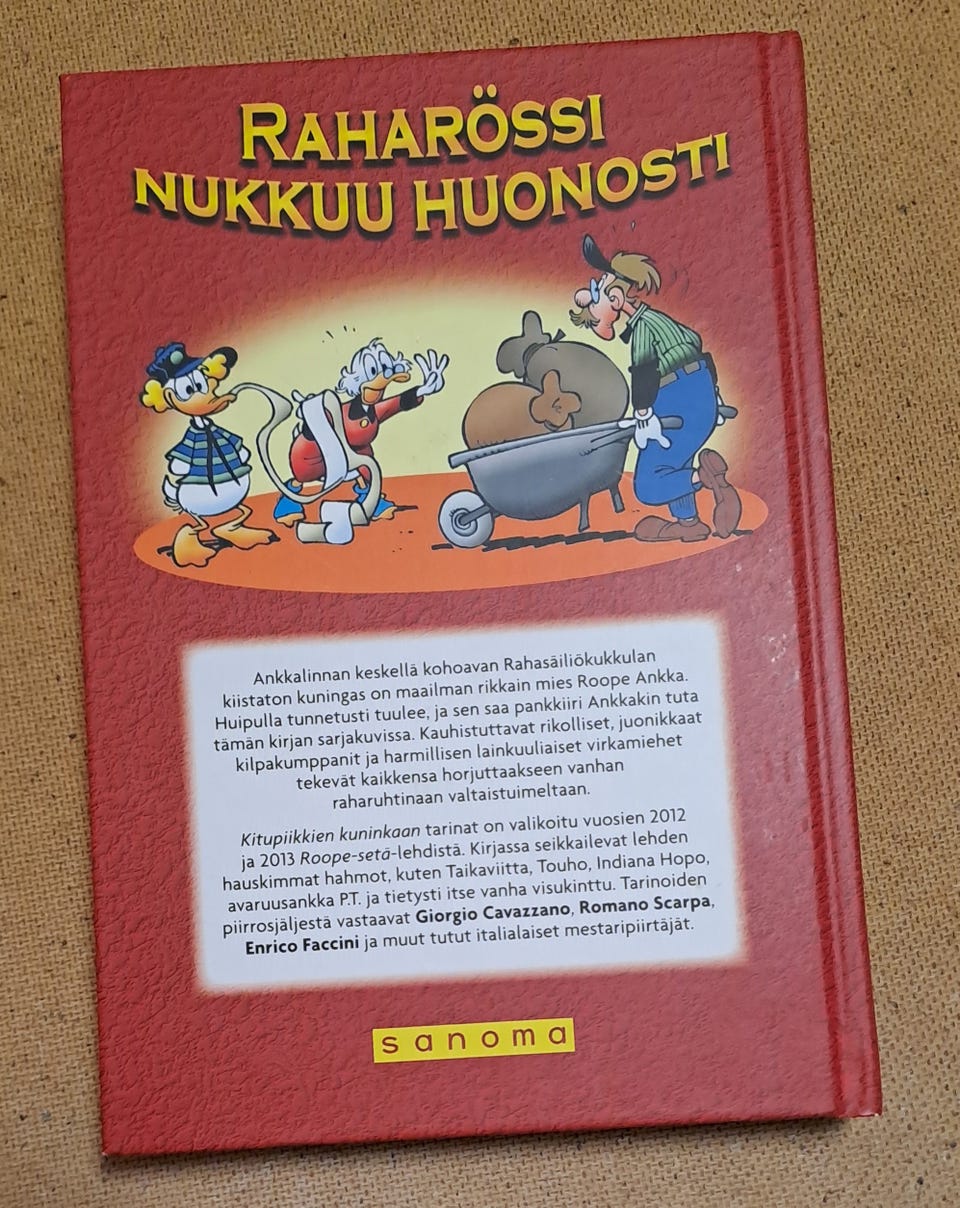 RAHARÖSSI
NUKKUU HUONOSTI
Ankkalinnan keskellä kohoavan Rahasäiliökukkulan
kiistaton kuningas on maailman rikkain mies Roope Ankka.
Huipulla tunnetusti tuulee, ja sen saa pankkiiri Ankkakin tuta
tämän kirjan sarjakuvissa. Kauhistuttavat rikolliset, juonikkaat
kilpakumppanit ja harmillisen lainkuuliaiset virkamiehet
tekevät kaikkensa horjuttaakseen vanhan
raharuhtinaan valtaistuimeltaan.
Kitupiikkien kuninkaan tarinat on valikoitu vuosien 2012
ja 2013 Roope-setä-lehdistä. Kirjassa seikkailevat lehden
hauskimmat hahmot, kuten Taikaviitta, Touho, Indiana Hopo,
avaruusankka P.T. ja tietysti itse vanha visukinttu. Tarinoiden
piirrosjäljestä vastaavat Giorgio Cavazzano, Romano Scarpa,
Enrico Faccini ja muut tutut italialaiset mestaripiirtäjät.
sanoma